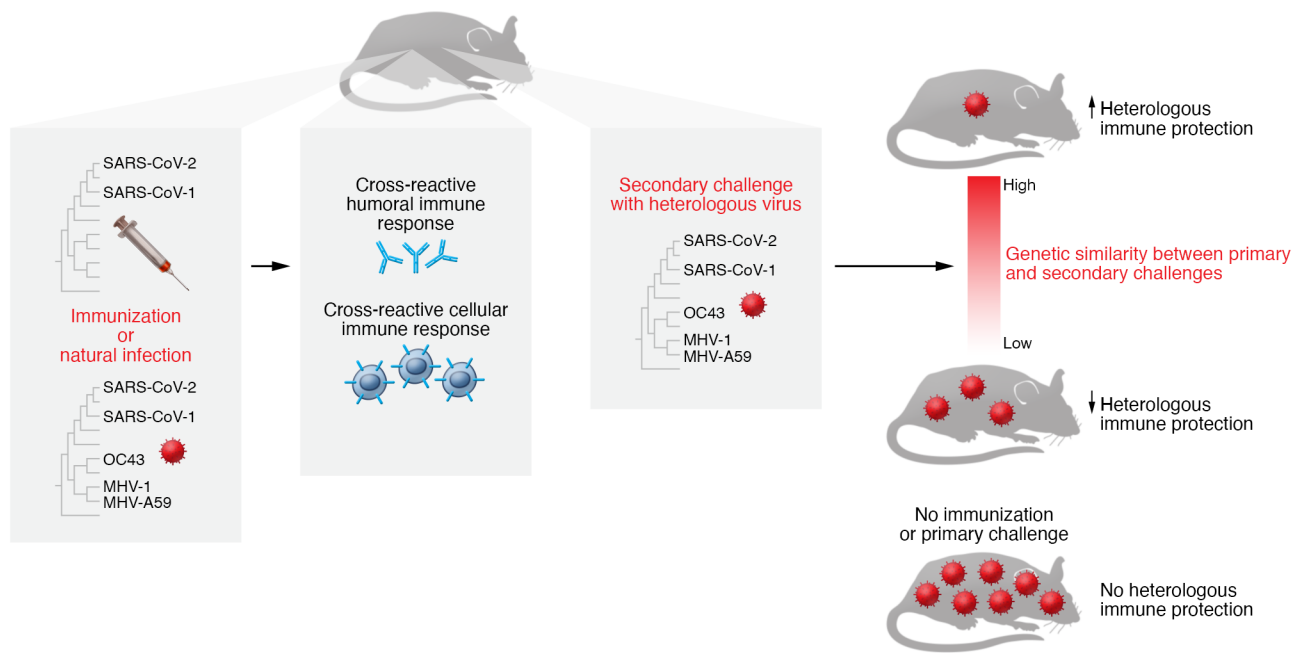 SARS-CoV-2
SARS-CoV-1
Immunization
or
natural infection
SARS-CoV-2
SARS-CoV-1
OC43
MHV-1
MHV-A59
Cross-reactive
humoral immune
response
Cross-reactive cellular
immune response
Secondary challenge
with heterologous virus
SARS-CoV-2
SARS-CoV-1
OC43
MHV-1
MHV-A59
Heterologous
immune protection
High
Genetic similarity between primary
and secondary challenges
Low
Heterologous
immune protection
No immunization
or primary challenge
No heterologous
immune protection